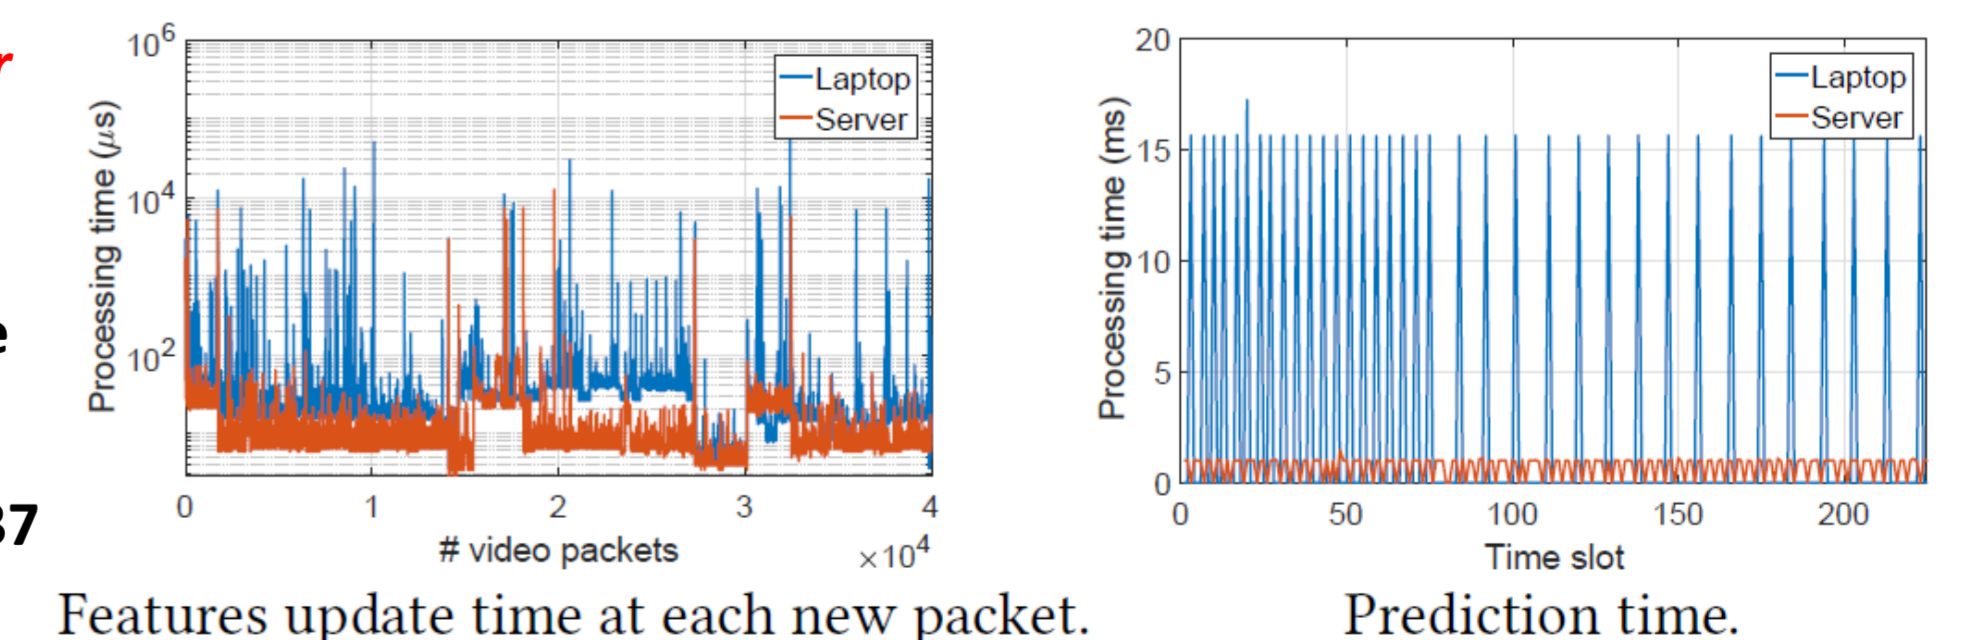 r
e
37
10^6
10^4
10^2
Processing time (μs)
Laptop
Server
0 1 2 3 4
# video packets
×10^4
Features update time at each new packet.
20
15
10
5
0
Processing time (ms)
Laptop
Server
0 50 100 150 200
Time slot
Prediction time.